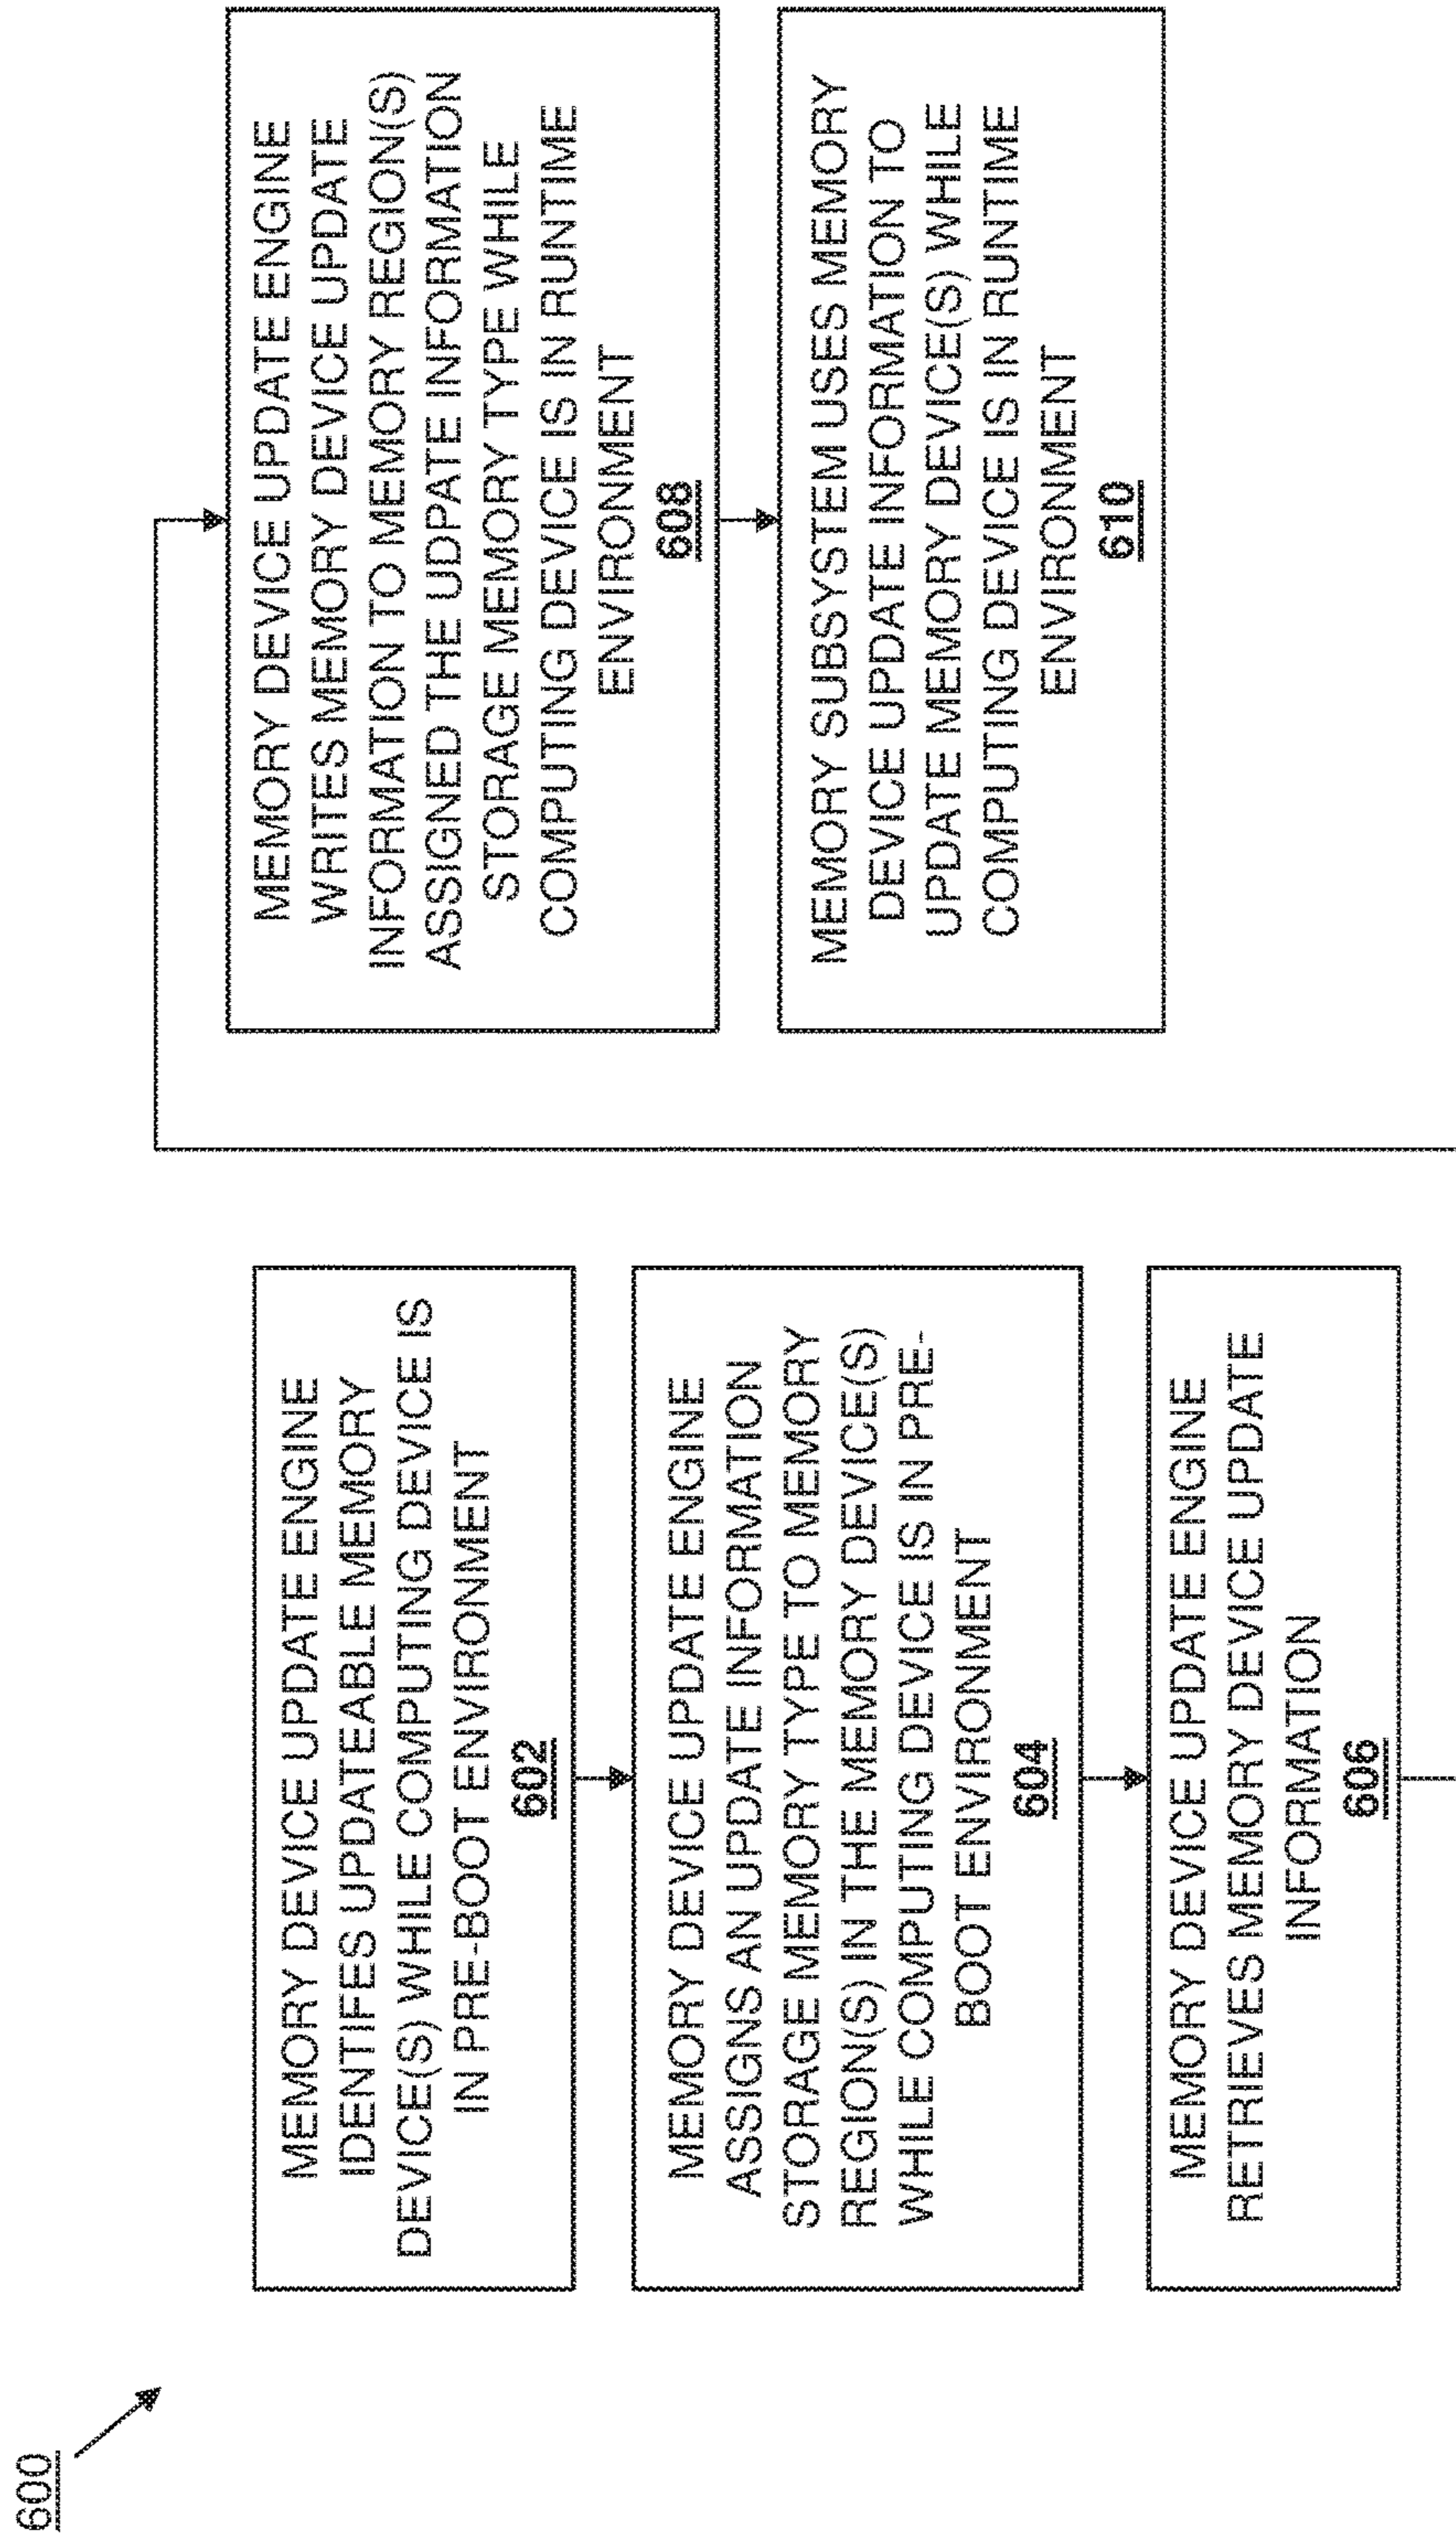 600
MEMORY DEVICE UPDATE ENGINE
IDENTIFES UPDATEABLE MEMORY
DEVICE(S) WHILE COMPUTING DEVICE IS
IN PRE-BOOT ENVIRONMENT
602
MEMORY DEVICE UPDATE ENGINE
ASSIGNS AN UPDATE INFORMATION
STORAGE MEMORY TYPE TO MEMORY
REGION(S) IN THE MEMORY DEVICE(S)
WHILE COMPUTING DEVICE IS IN PRE-
BOOT ENVIRONMENT
604
MEMORY DEVICE UPDATE ENGINE
RETRIEVES MEMORY DEVICE UPDATE
INFORMATION
606
MEMORY DEVICE UPDATE ENGINE
WRITES MEMORY DEVICE UPDATE
INFORMATION TO MEMORY REGION(S)
ASSIGNED THE UDPATE INFORMATION
STORAGE MEMORY TYPE WHILE
COMPUTING DEVICE IS IN RUNTIME
ENVIRONMENT
608
MEMORY SUBSYSTEM USES MEMORY
DEVICE UPDATE INFORMATION TO
UPDATE MEMORY DEVICE(S) WHILE
COMPUTING DEVICE IS IN RUNTIME
ENVIRONMENT
610